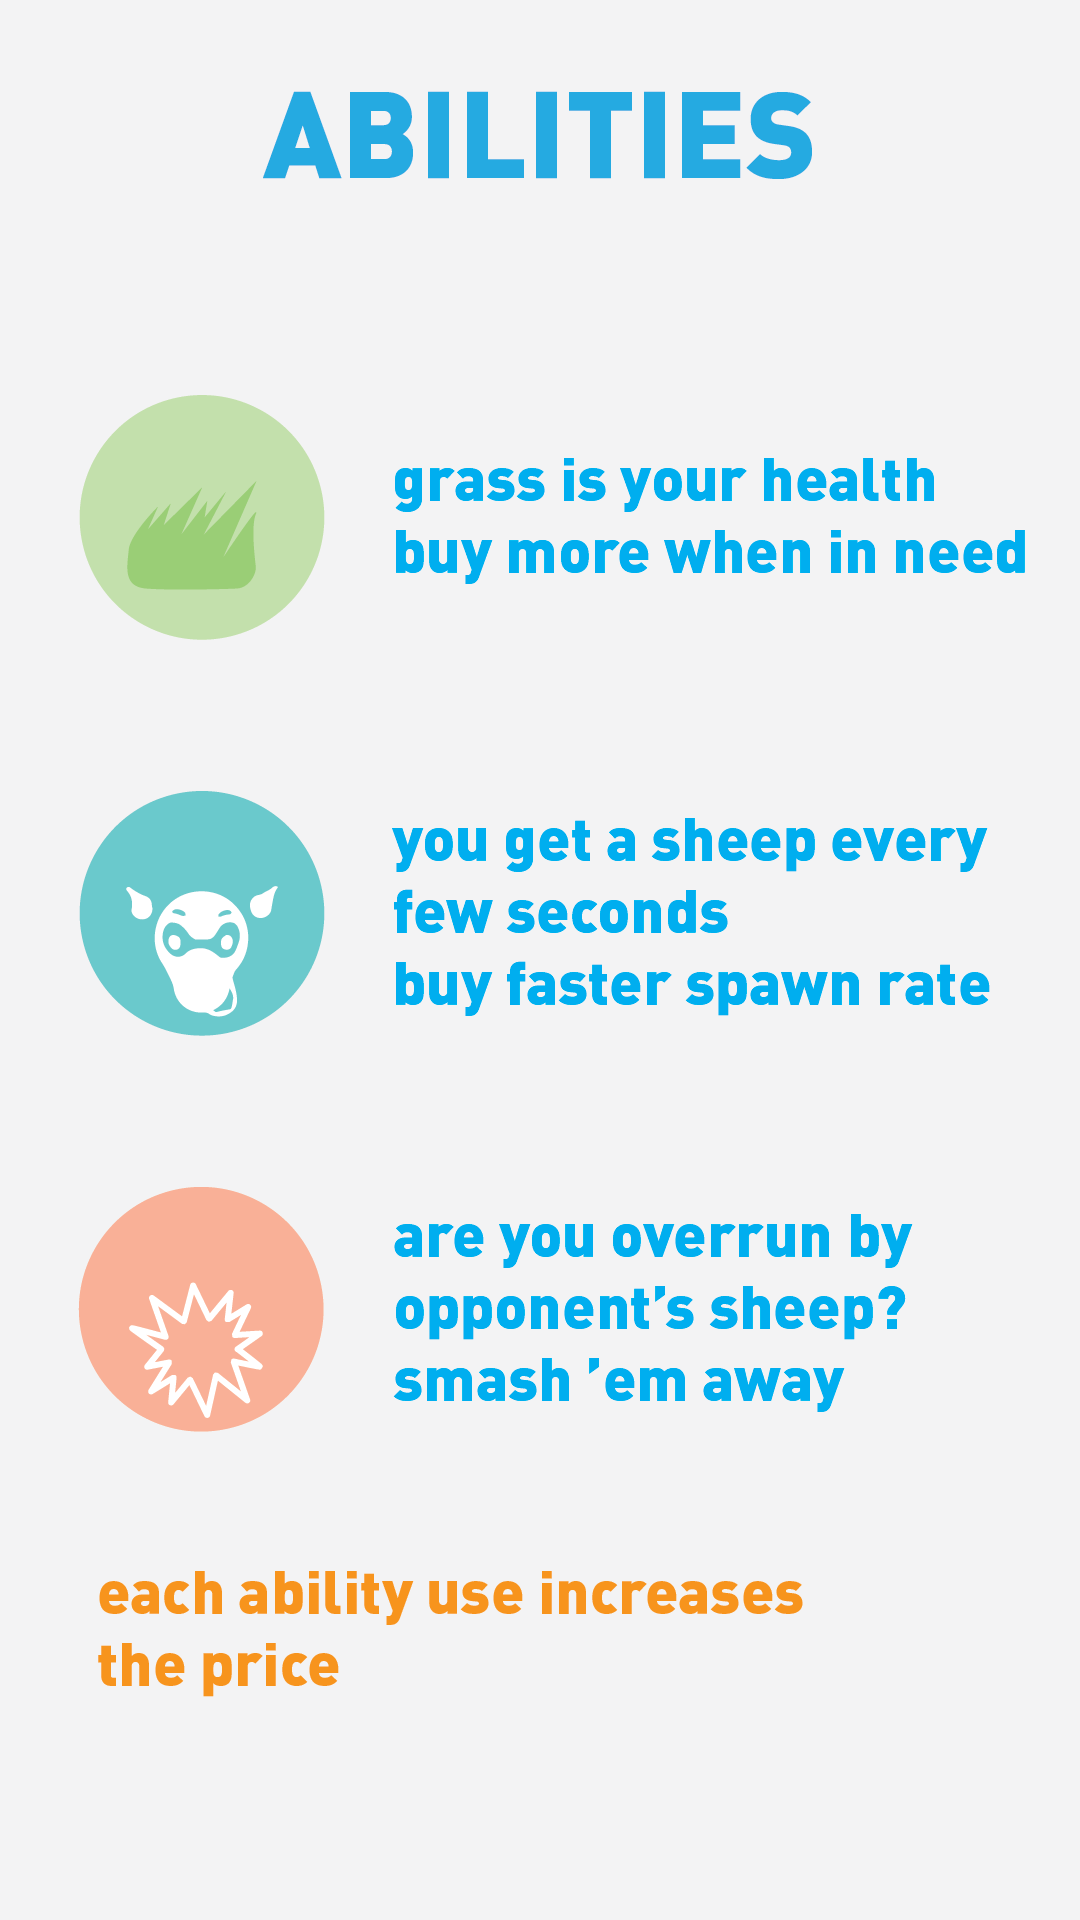 ABILITIES
grass is your health
buy more when in need
you get a sheep every
few seconds
buy faster spawn rate
are you overrun by
opponent’s sheep?
smash ’em away
each ability use increases
the price